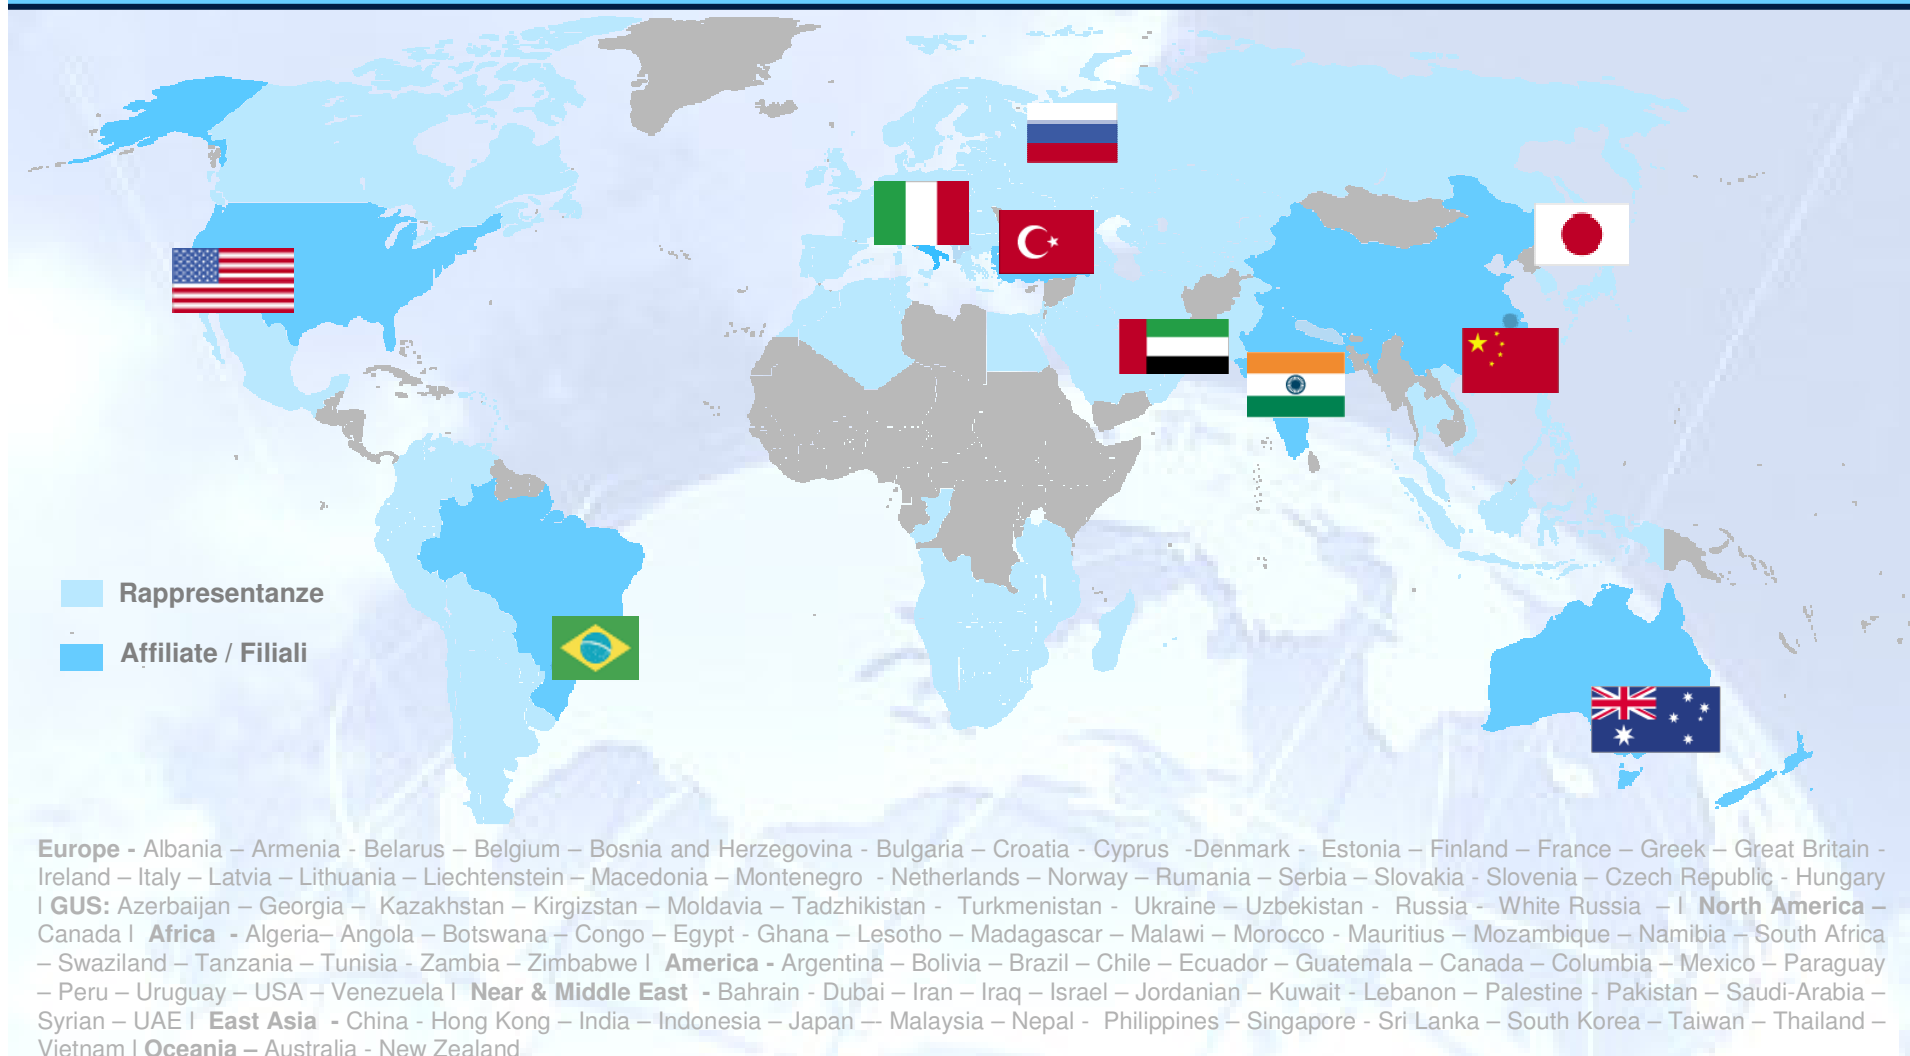 Rappresentanze
Affiliate / Filiali
Europe - Albania – Armenia - Belarus – Belgium – Bosnia and Herzegovina - Bulgaria – Croatia - Cyprus -Denmark - Estonia – Finland – France – Greek – Great Britain -
Ireland – Italy – Latvia – Lithuania – Liechtenstein – Macedonia – Montenegro - Netherlands – Norway – Rumania – Serbia – Slovakia - Slovenia – Czech Republic - Hungary
l GUS: Azerbaijan – Georgia – Kazakhstan – Kirgizstan – Moldavia – Tadzhikistan - Turkmenistan - Ukraine – Uzbekistan - Russia - White Russia – l North America –
Canada l Africa - Algeria– Angola – Botswana – Congo – Egypt - Ghana – Lesotho – Madagascar – Malawi – Morocco - Mauritius – Mozambique – Namibia – South Africa
– Swaziland – Tanzania – Tunisia - Zambia – Zimbabwe l America - Argentina – Bolivia – Brazil – Chile – Ecuador – Guatemala – Canada – Columbia – Mexico – Paraguay
– Peru – Uruguay – USA – Venezuela l Near & Middle East - Bahrain - Dubai – Iran – Iraq – Israel – Jordanian – Kuwait - Lebanon – Palestine - Pakistan – Saudi-Arabia –
Syrian – UAE l East Asia - China - Hong Kong – India – Indonesia – Japan –- Malaysia – Nepal - Philippines – Singapore - Sri Lanka – South Korea – Taiwan – Thailand –
Vietnam l Oceania – Australia - New Zealand